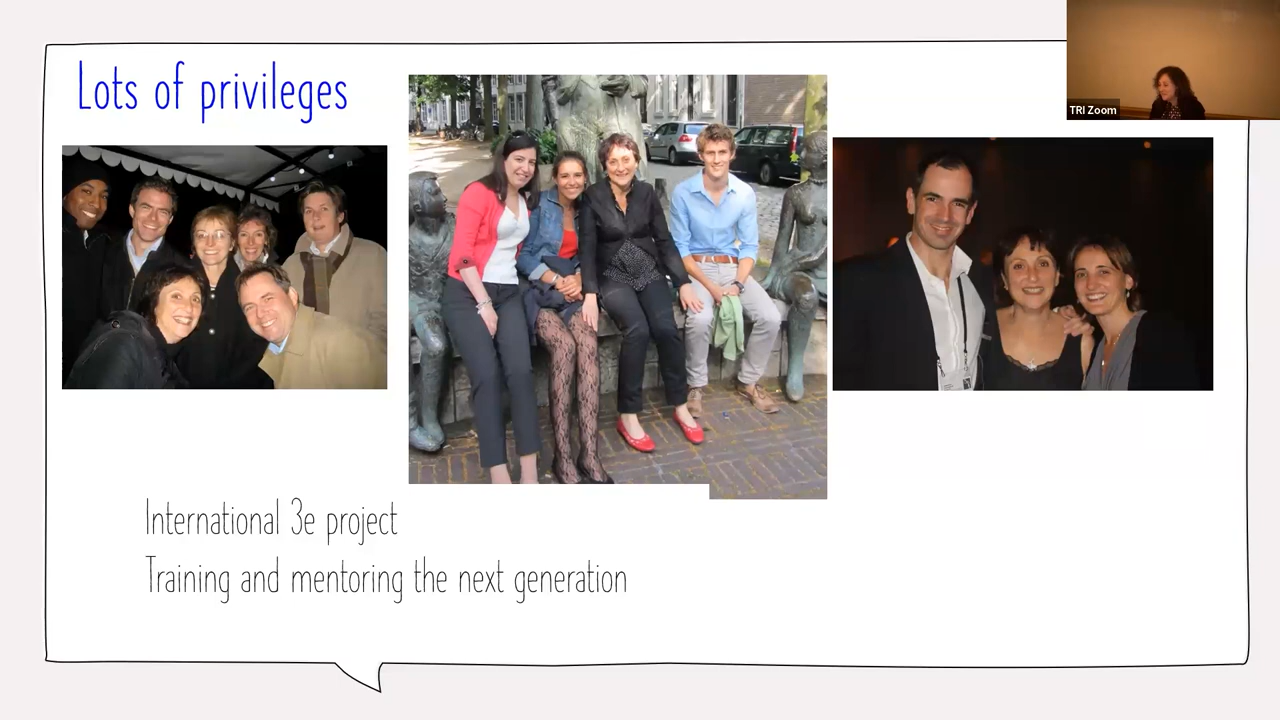 Lots of privileges
TRI Zoom
International 3e project
Training and mentoring the next generation